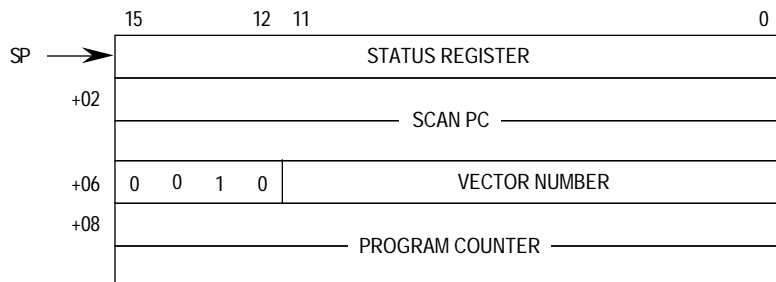 15 12 11 0
SP STATUS REGISTER
+02
SCAN PC
+06 0 0 1 0 VECTOR NUMBER
+08
PROGRAM COUNTER